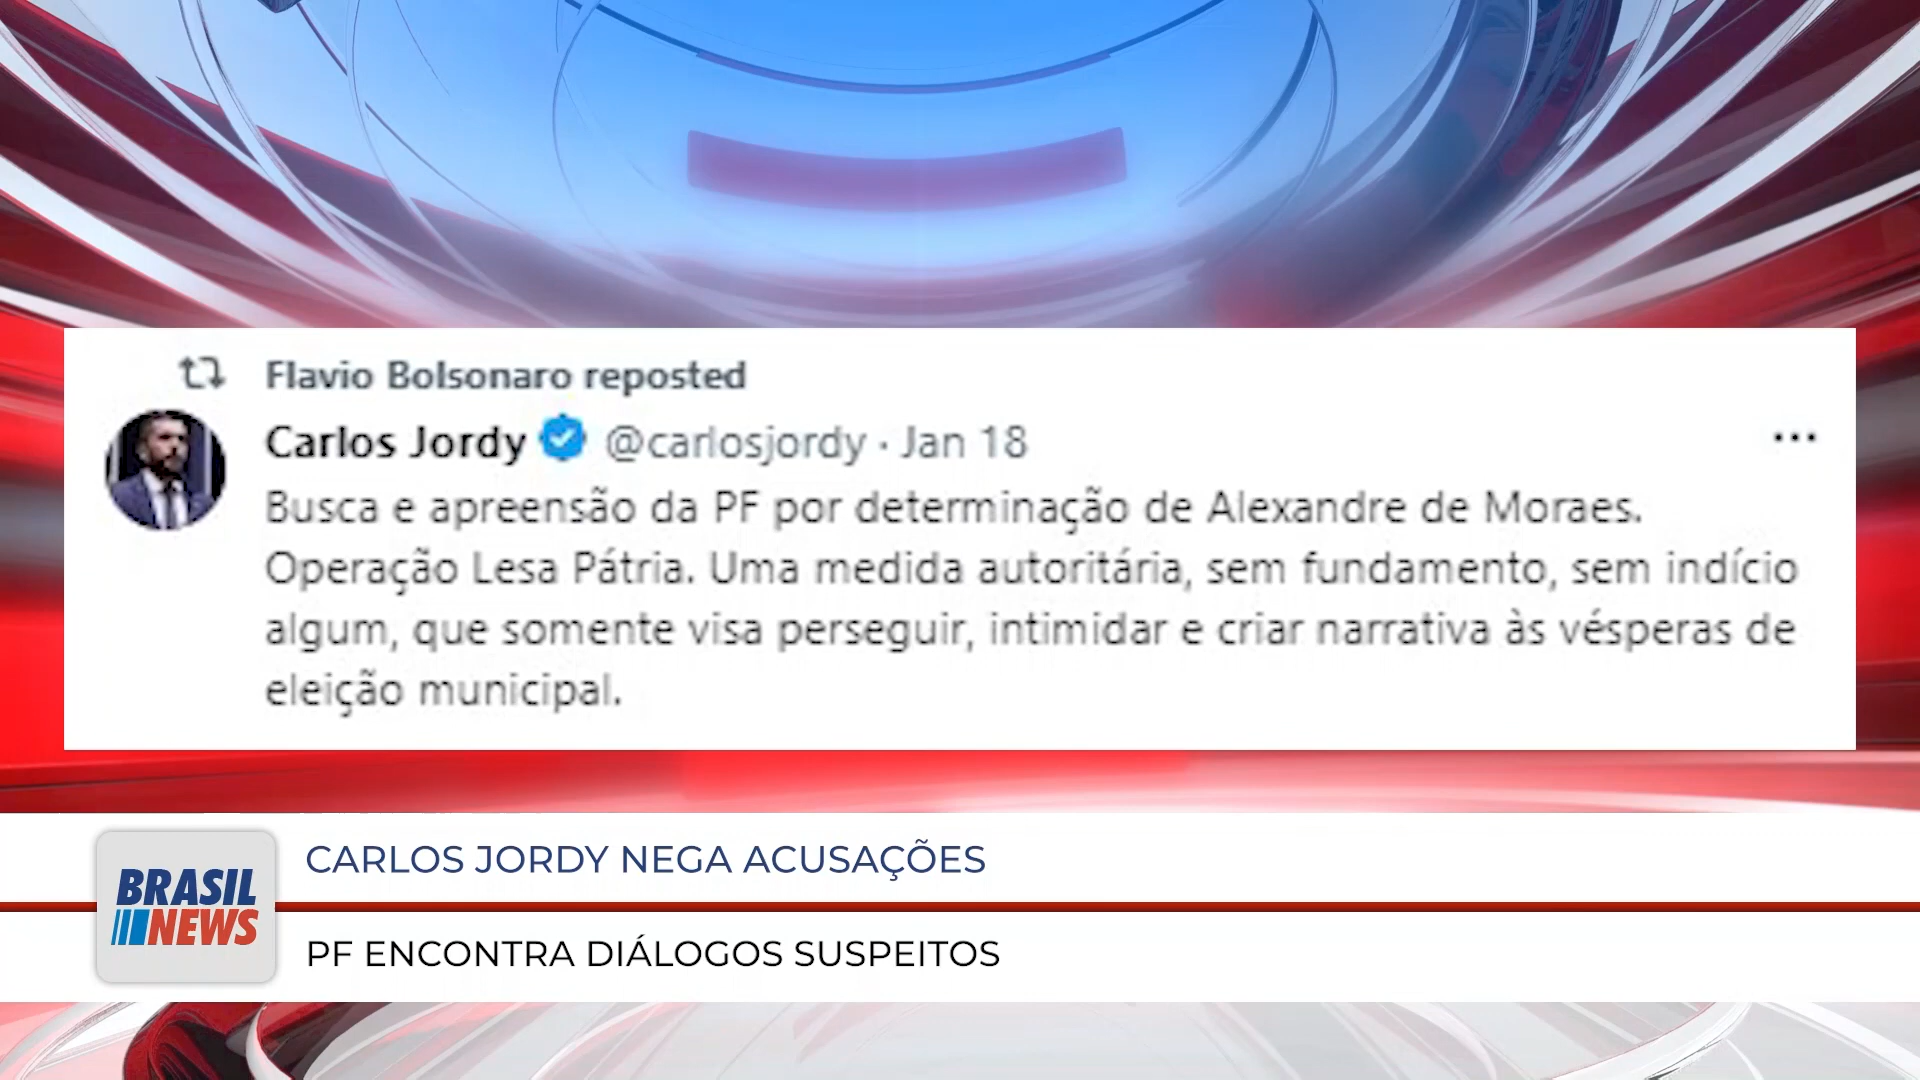 Flavio Bolsonaro reposted
Carlos Jordy @carlosjordy · Jan 18
Busca e apreensão da PF por determinação de Alexandre de Moraes.
Operação Lesa Pátria. Uma medida autoritária, sem fundamento, sem indício
algum, que somente visa perseguir, intimidar e criar narrativa às vésperas de
eleição municipal.
CARLOS JORDY NEGA ACUSAÇÕES
BRASIL
NEWS
PF ENCONTRA DIÁLOGOS SUSPEITOS